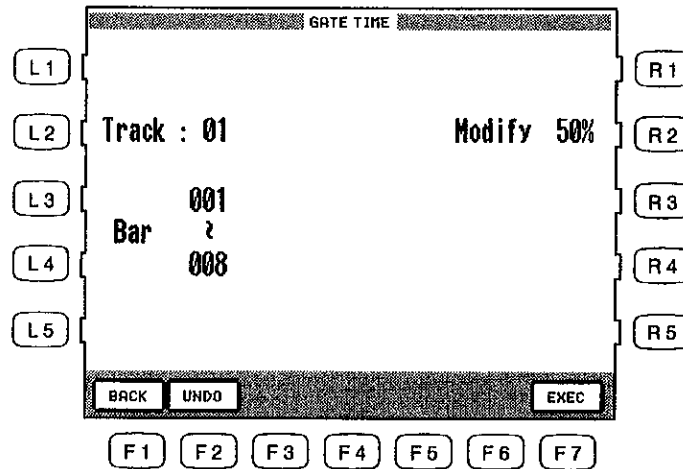 GATE TIME
L1
R1
L2 Track : 01 Modify 50% R2
L3 001 R3
Bar ~
L4 008 R4
L5 R5
BACK UNDO EXEC
F1 F2 F3 F4 F5 F6 F7